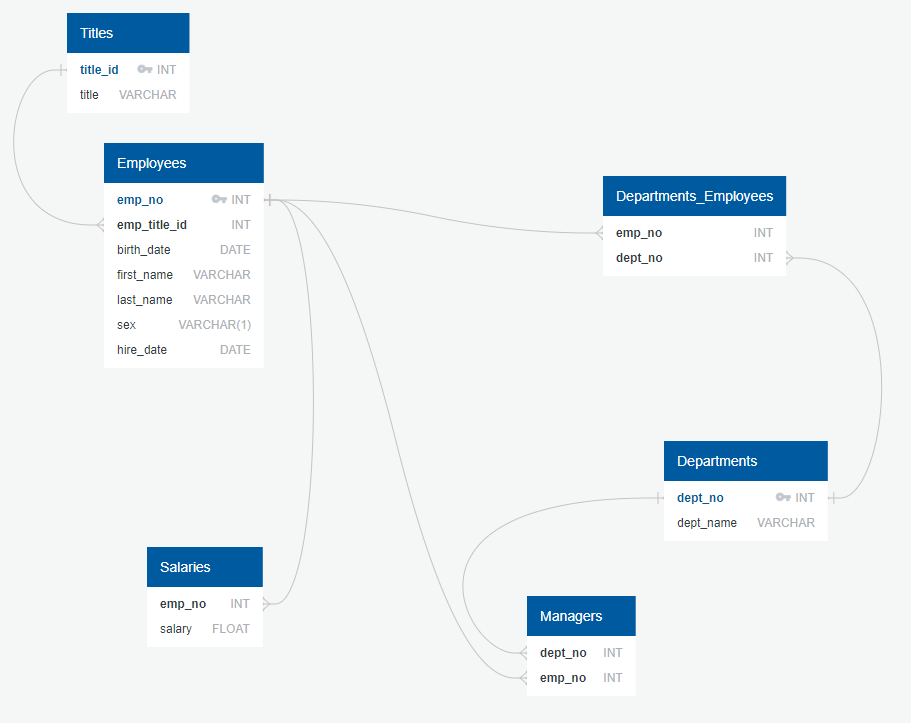 Titles
title_id INT
title VARCHAR
Employees
emp_no INT
emp_title_id INT
birth_date DATE
first_name VARCHAR
last_name VARCHAR
sex VARCHAR(1)
hire_date DATE
Departments_Employees
emp_no INT
dept_no INT
Departments
dept_no INT
dept_name VARCHAR
Salaries
emp_no INT
salary FLOAT
Managers
dept_no INT
emp_no INT